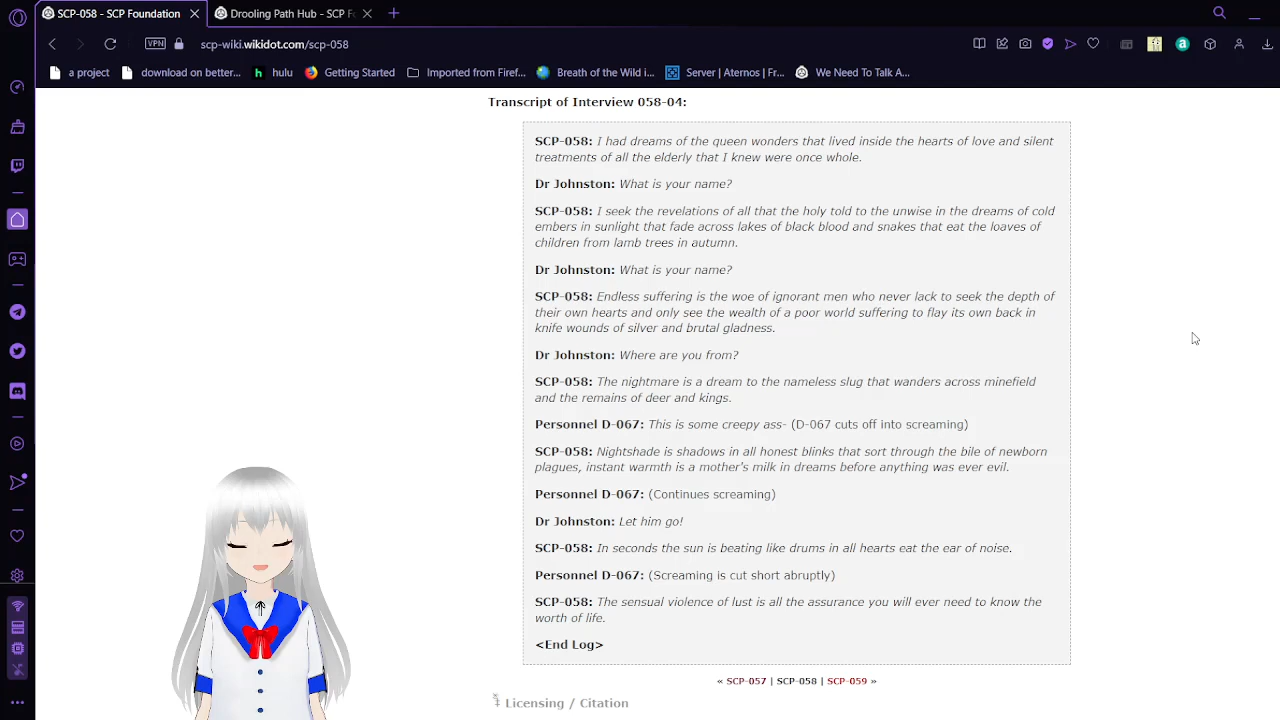 SCP-058 - SCP Foundation
Drooling Path Hub - SCP F
VPN
scp-wiki.wikidot.com/scp-058
a project
download on better...
hulu
Getting Started
Imported from Firef...
Breath of the Wild i...
Server | Aternos | Fr...
We Need To Talk A...
Transcript of Interview 058-04:
SCP-058: I had dreams of the queen wonders that lived inside the hearts of love and silent
treatments of all the elderly that I knew were once whole.
Dr Johnston: What is your name?
SCP-058: I seek the revelations of all that the holy told to the unwise in the dreams of cold
embers in sunlight that fade across lakes of black blood and snakes that eat the loaves of
children from lamb trees in autumn.
Dr Johnston: What is your name?
SCP-058: Endless suffering is the woe of ignorant men who never lack to seek the depth of
their own hearts and only see the wealth of a poor world suffering to flay its own back in
knife wounds of silver and brutal gladness.
Dr Johnston: Where are you from?
SCP-058: The nightmare is a dream to the nameless slug that wanders across minefield
and the remains of deer and kings.
Personnel D-067: This is some creepy ass- (D-067 cuts off into screaming)
SCP-058: Nightshade is shadows in all honest blinks that sort through the bile of newborn
plagues, instant warmth is a mother's milk in dreams before anything was ever evil.
Personnel D-067: (Continues screaming)
Dr Johnston: Let him go!
SCP-058: In seconds the sun is beating like drums in all hearts eat the ear of noise.
Personnel D-067: (Screaming is cut short abruptly)
SCP-058: The sensual violence of lust is all the assurance you will ever need to know the
worth of life.
<End Log>
« SCP-057 | SCP-058 | SCP-059 »
Licensing / Citation